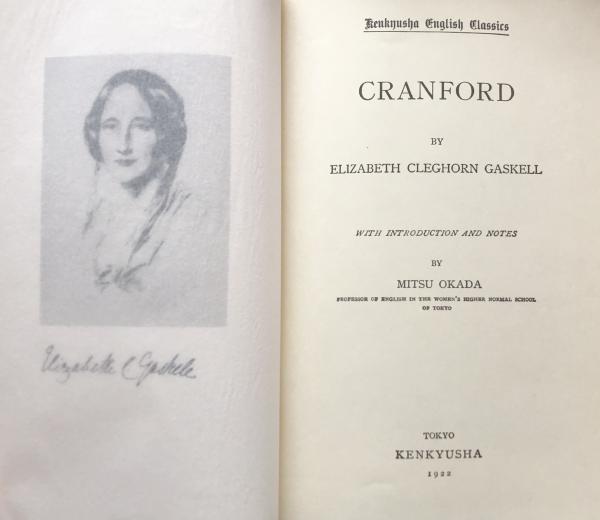 Elizabeth C Gaskell
Kenkyusha English Classics
CRANFORD
BY
ELIZABETH CLEGHORN GASKELL
WITH INTRODUCTION AND NOTES
BY
MITSU OKADA
PROFESSOR OF ENGLISH IN THE WOMEN'S HIGHER NORMAL SCHOOL
OF TOKYO
TOKYO
KENKYUSHA
1922